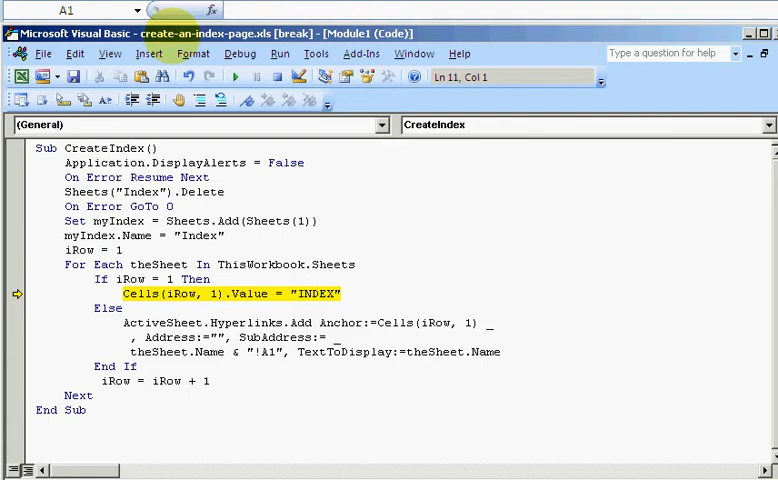 A1
fx
Microsoft Visual Basic - create-an-index-page.xls [break] - [Module1 (Code)]
File Edit View Insert Format Debug Run Tools Add-Ins Window Help Type a question for help
Ln 11, Col 1
(General) CreateIndex
Sub CreateIndex()
Application.DisplayAlerts = False
On Error Resume Next
Sheets("Index").Delete
On Error GoTo 0
Set myIndex = Sheets.Add(Sheets(1))
myIndex.Name = "Index"
iRow = 1
For Each theSheet In ThisWorkbook.Sheets
If iRow = 1 Then
Cells(iRow, 1).Value = "INDEX"
Else
ActiveSheet.Hyperlinks.Add Anchor:=Cells(iRow, 1) _
, Address:="", SubAddress:= _
theSheet.Name & "!A1", TextToDisplay:=theSheet.Name
End If
iRow = iRow + 1
Next
End Sub